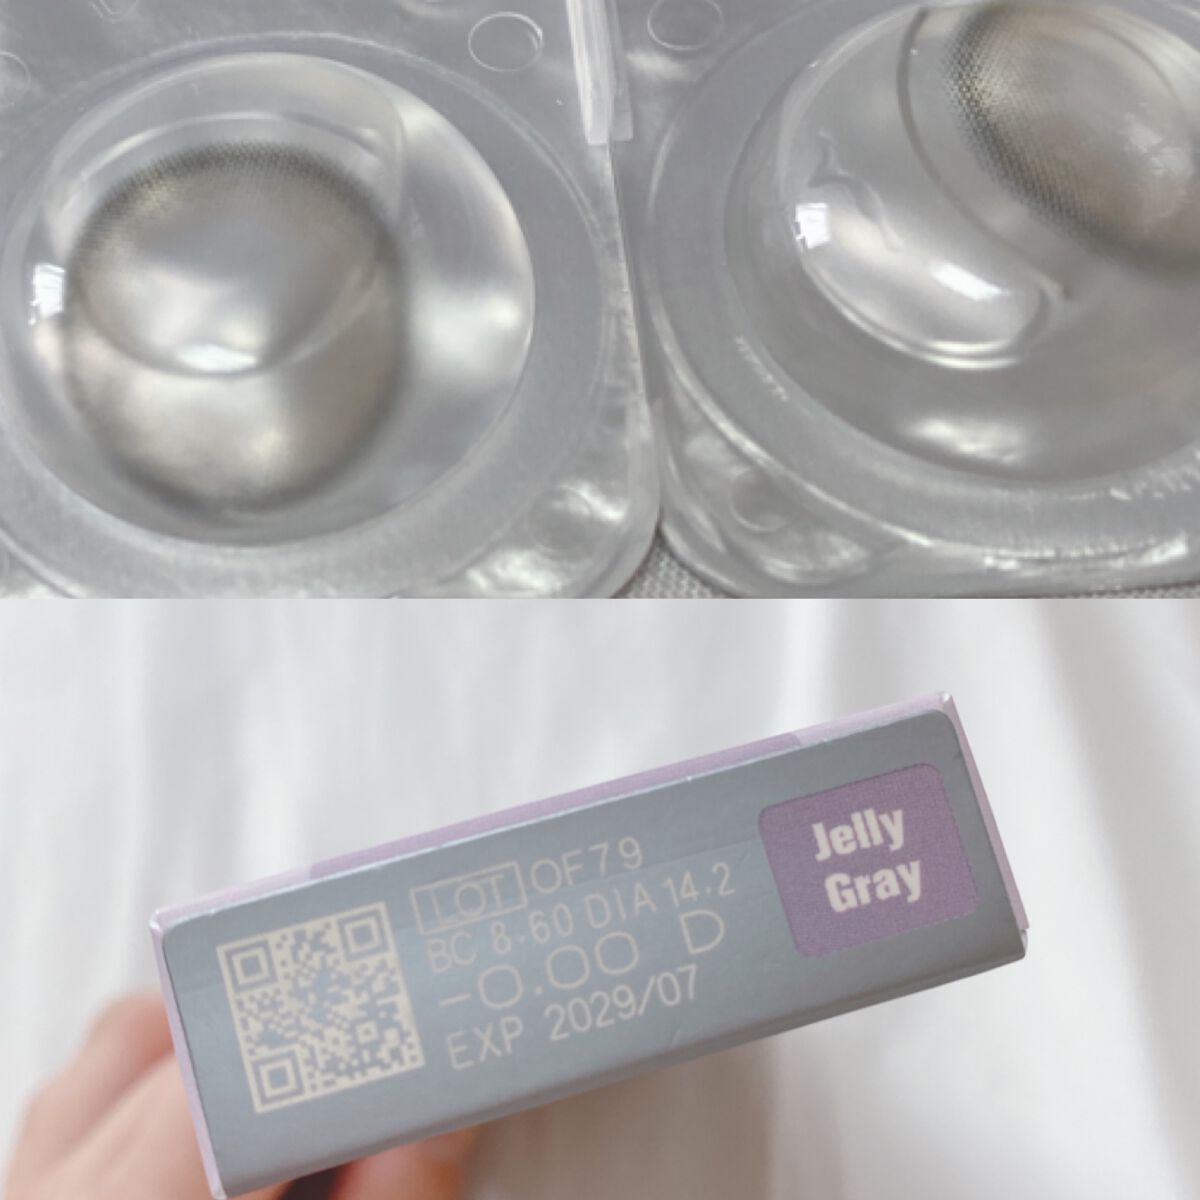 LOT OF79
BC 8.60 DIA 14.2
-0.00 D
EXP 2029/07
Jelly
Gray